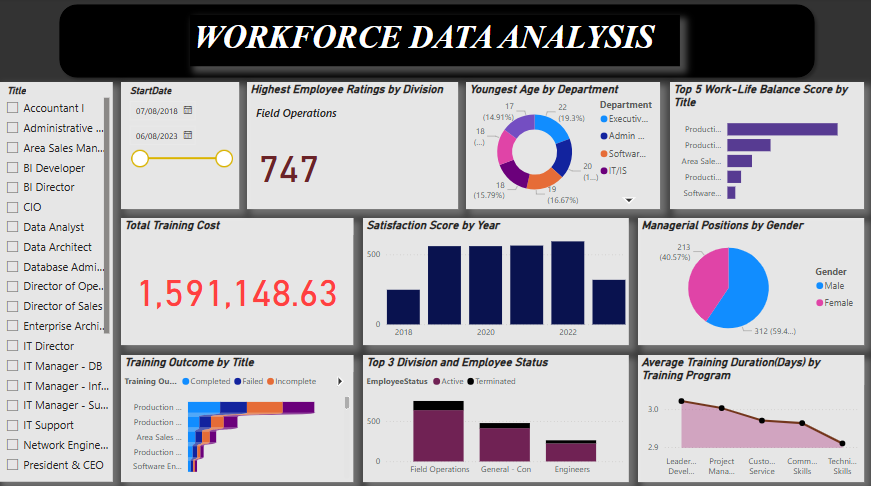 WORKFORCE DATA ANALYSIS
Title
Accountant I
Administrative ...
Area Sales Man...
BI Developer
BI Director
CIO
Data Analyst
Data Architect
Database Admi...
Director of Ope...
Director of Sales
Enterprise Archi...
IT Director
IT Manager - DB
IT Manager - Inf...
IT Manager - Su...
IT Support
Network Engine...
President & CEO
StartDate
07/08/2018
06/08/2023
Highest Employee Ratings by Division
Field Operations
747
Youngest Age by Department
17
(14.91%)
22
(19.3%)
18
(...)
20
(1...)
18
(15.79%)
19
(16.67%)
Department
Executiv...
Admin ...
Softwar...
IT/IS
Top 5 Work-Life Balance Score by
Title
Producti...
Producti...
Area Sale...
Producti...
Software...
Total Training Cost
1,591,148.63
Satisfaction Score by Year
500
0
2018
2020
2022
Managerial Positions by Gender
213
(40.57%)
312 (59.4...)
Gender
Male
Female
Training Outcome by Title
Training Ou...
Completed
Failed
Incomplete
Production ...
Production ...
Area Sales ...
Production ...
Software En...
Top 3 Division and Employee Status
EmployeeStatus
Active
Terminated
500
0
Field Operations
General - Con
Engineers
Average Training Duration(Days) by
Training Program
3.0
2.9
Leader...
Devel...
Project
Mana...
Custo...
Service
Comm...
Skills
Techni...
Skills